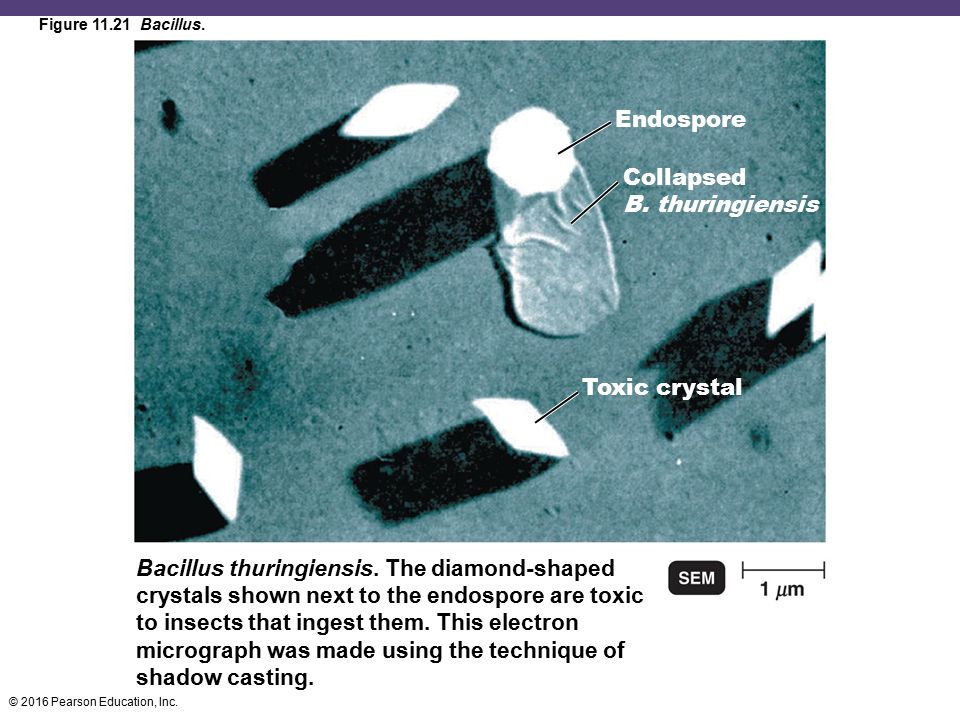 Figure 11.21 Bacillus.
Endospore
Collapsed
B. thuringiensis
Toxic crystal
Bacillus thuringiensis. The diamond-shaped
crystals shown next to the endospore are toxic
to insects that ingest them. This electron
micrograph was made using the technique of
shadow casting.
SEM
1 μm
© 2016 Pearson Education, Inc.